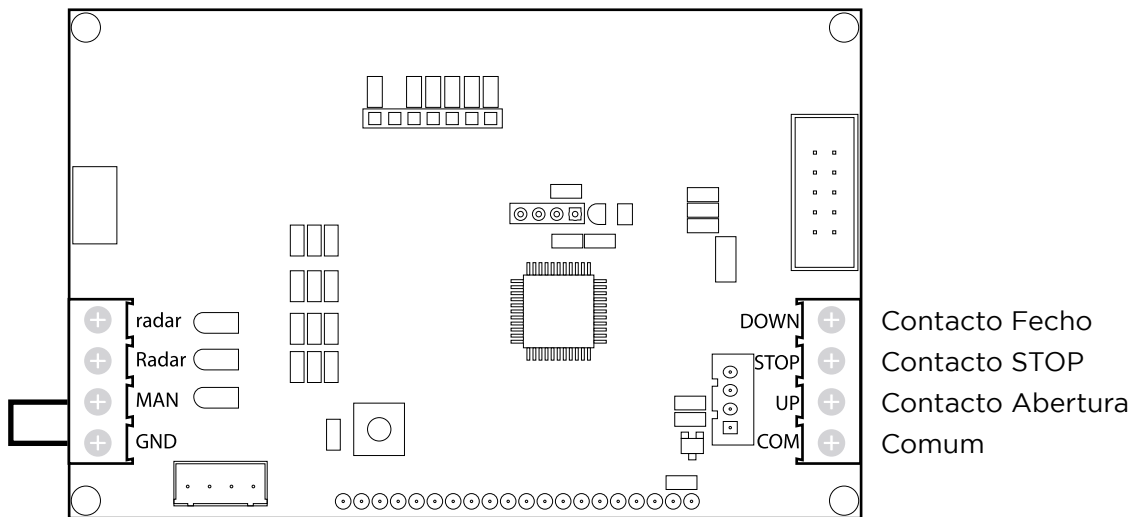 radar
Radar
MAN
GND
DOWN Contacto Fecho
STOP Contacto STOP
UP Contacto Abertura
COM Comum